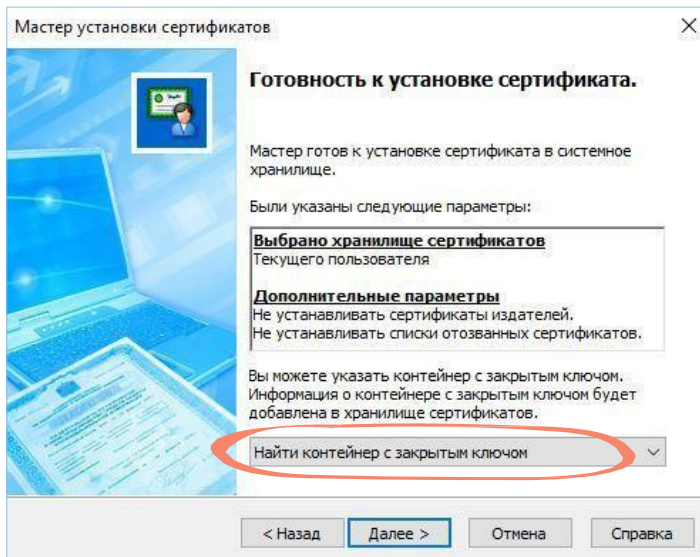 Мастер установки сертификатов
Готовность к установке сертификата.
Мастер готов к установке сертификата в системное
хранилище.
Были указаны следующие параметры:
Выбрано хранилище сертификатов
Текущего пользователя
Дополнительные параметры
Не устанавливать сертификаты издателей.
Не устанавливать списки отозванных сертификатов.
Вы можете указать контейнер с закрытым ключом.
Информация о контейнере с закрытым ключом будет
добавлена в хранилище сертификатов.
Найти контейнер с закрытым ключом
< Назад
Далее >
Отмена
Справка